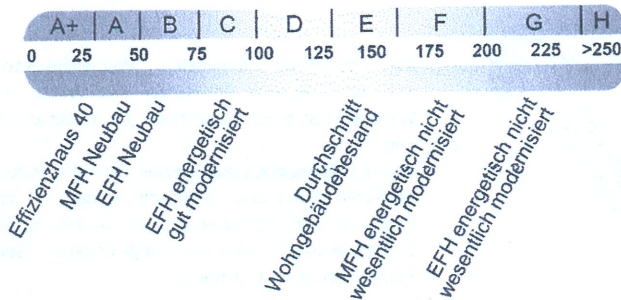 A+ A B C D E F G H
0 25 50 75 100 125 150 175 200 225 >250
Effizienzhaus 40
MFH Neubau
EFH Neubau
EFH energetisch
gut modernisiert
Durchschnitt
Wohngebäudebestand
MFH energetisch nicht
wesentlich modernisiert
EFH energetisch nicht
wesentlich modernisiert